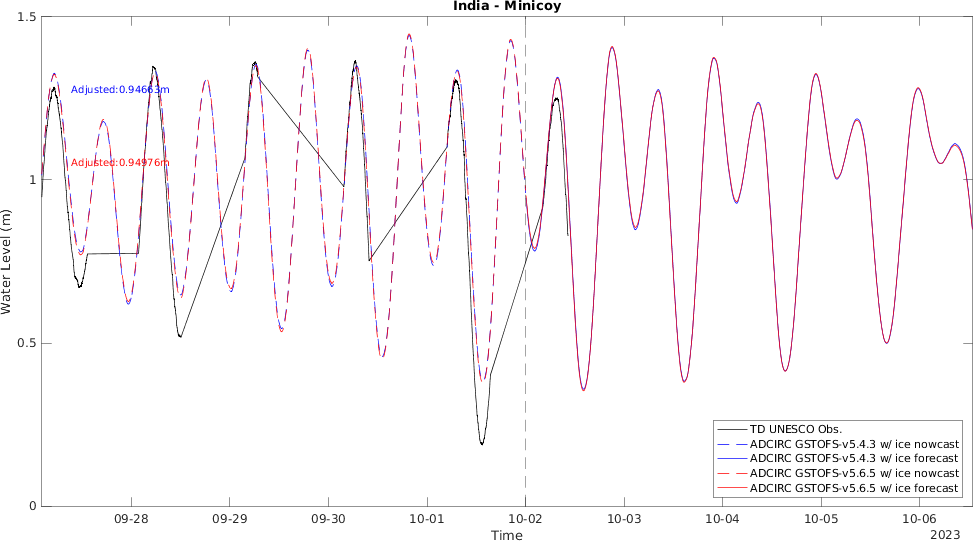 India - Minicoy
1.5
Adjusted:0.94663m
Adjusted:0.94976m
1
0.5
0
Water Level (m)
TD UNESCO Obs.
ADCIRC GSTOFS-v5.4.3 w/ ice nowcast
ADCIRC GSTOFS-v5.4.3 w/ ice forecast
ADCIRC GSTOFS-v5.6.5 w/ ice nowcast
ADCIRC GSTOFS-v5.6.5 w/ ice forecast
09-28 09-29 09-30 10-01 10-02 10-03 10-04 10-05 10-06
Time
2023